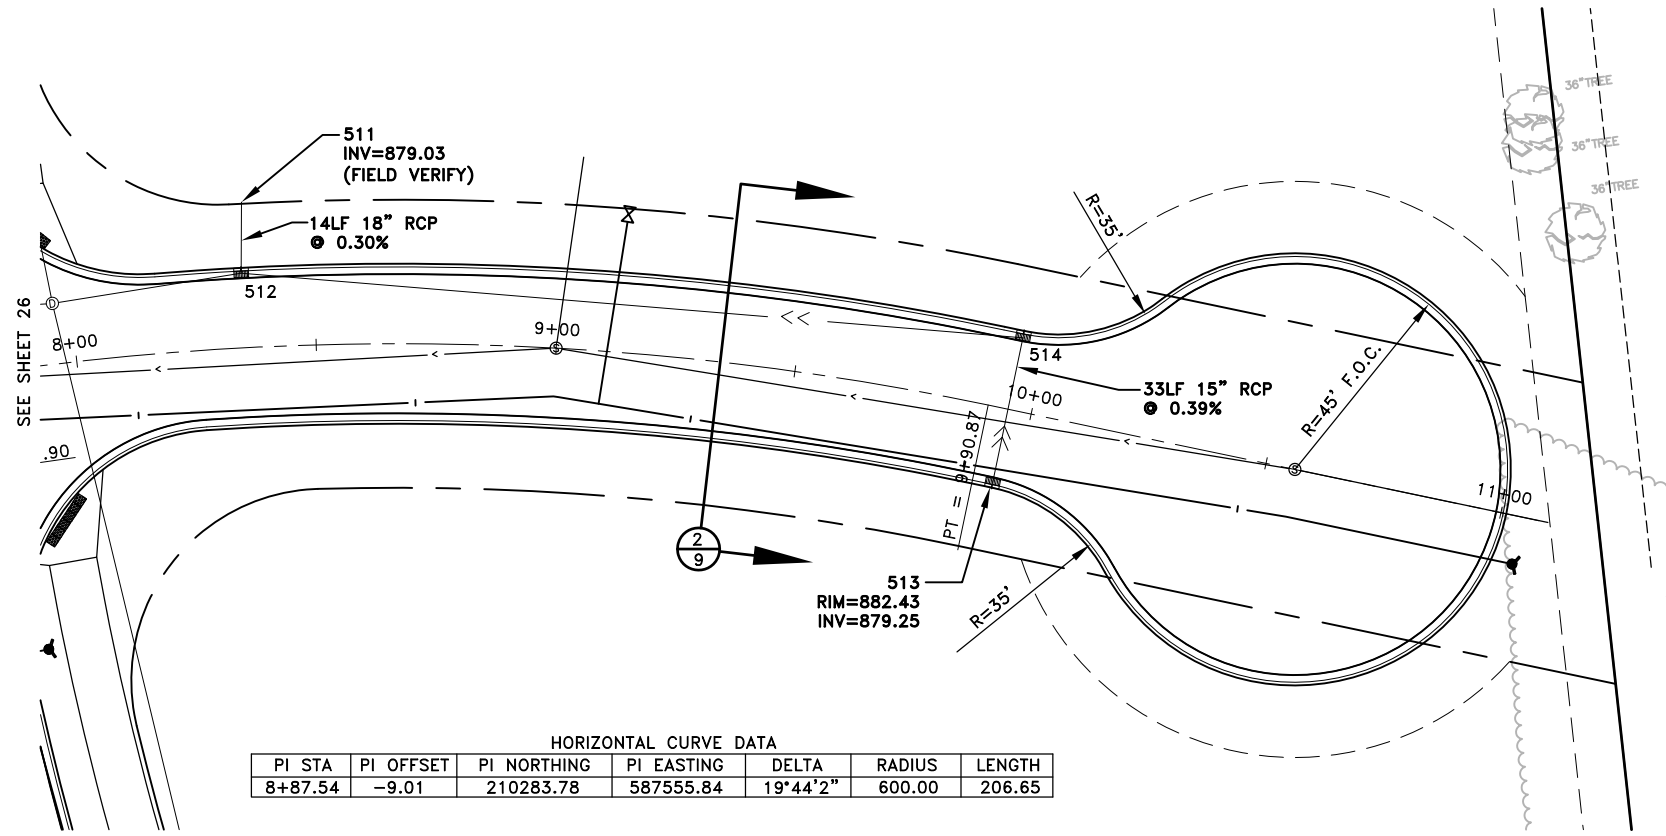 36"TREE
36"TREE
36"TREE
511
INV=879.03
(FIELD VERIFY)
14LF 18" RCP
@ 0.30%
512
R=35'
SEE SHEET 26
8+00
9+00
D
S
514
33LF 15" RCP
@ 0.39%
10+00
R=45' F.O.C.
PT = 9+90.87
S
11+00
.90
2
9
513
RIM=882.43
INV=879.25
R=35'
HORIZONTAL CURVE DATA
PI STA PI OFFSET PI NORTHING PI EASTING DELTA RADIUS LENGTH
8+87.54 -9.01 210283.78 587555.84 19°44'2" 600.00 206.65